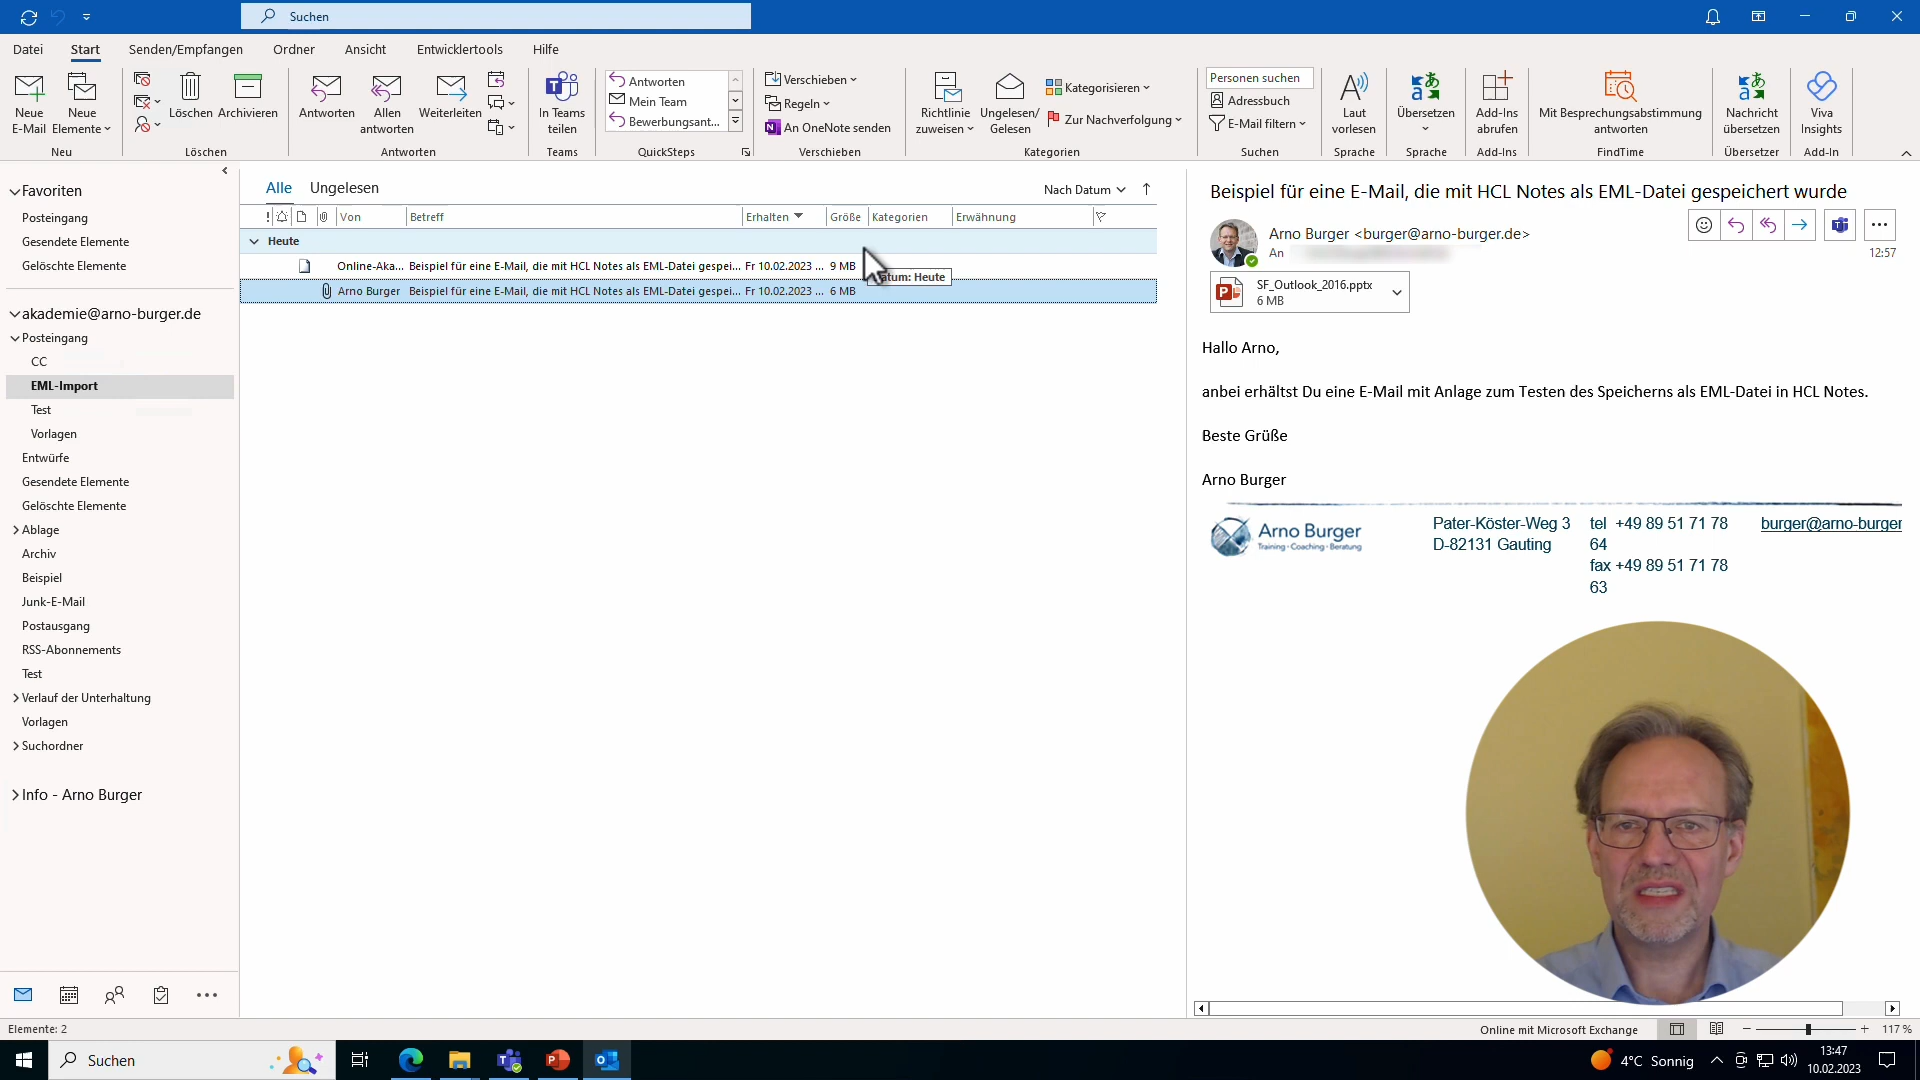 Suchen
Datei Start Senden/Empfangen Ordner Ansicht Entwicklertools Hilfe
Neue E-Mail
Neue Elemente
Neu
Löschen
Archivieren
Löschen
Antworten
Allen antworten
Weiterleiten
Antworten
In Teams teilen
Teams
Antworten
Mein Team
Bewerbungsant...
QuickSteps
Verschieben
Regeln
An OneNote senden
Verschieben
Richtlinie zuweisen
Ungelesen/ Gelesen
Kategorisieren
Zur Nachverfolgung
Kategorien
Personen suchen
Adressbuch
E-Mail filtern
Suchen
Laut vorlesen
Sprache
Übersetzen
Sprache
Add-Ins abrufen
Add-Ins
Mit Besprechungsabstimmung antworten
FindTime
Nachricht übersetzen
Übersetzer
Viva Insights
Add-In
Favoriten
Posteingang
Gesendete Elemente
Gelöschte Elemente
akademie@arno-burger.de
Posteingang
CC
EML-Import
Test
Vorlagen
Entwürfe
Gesendete Elemente
Gelöschte Elemente
Ablage
Archiv
Beispiel
Junk-E-Mail
Postausgang
RSS-Abonnements
Test
Verlauf der Unterhaltung
Vorlagen
Suchordner
Info - Arno Burger
Alle Ungelesen Nach Datum
! Von Betreff Erhalten Größe Kategorien Erwähnung
Heute
Online-Aka... Beispiel für eine E-Mail, die mit HCL Notes als EML-Datei gespei... Fr 10.02.2023 ... 9 MB
atum: Heute
Arno Burger Beispiel für eine E-Mail, die mit HCL Notes als EML-Datei gespei... Fr 10.02.2023 ... 6 MB
Beispiel für eine E-Mail, die mit HCL Notes als EML-Datei gespeichert wurde
Arno Burger <burger@arno-burger.de>
An
12:57
SF_Outlook_2016.pptx
6 MB
Hallo Arno,
anbei erhältst Du eine E-Mail mit Anlage zum Testen des Speicherns als EML-Datei in HCL Notes.
Beste Grüße
Arno Burger
Arno Burger
Training · Coaching · Beratung
Pater-Köster-Weg 3
D-82131 Gauting
tel +49 89 51 71 78
64
fax +49 89 51 71 78
63
burger@arno-burger
Elemente: 2
Online mit Microsoft Exchange
117 %
Suchen
4°C Sonnig
13:47
10.02.2023